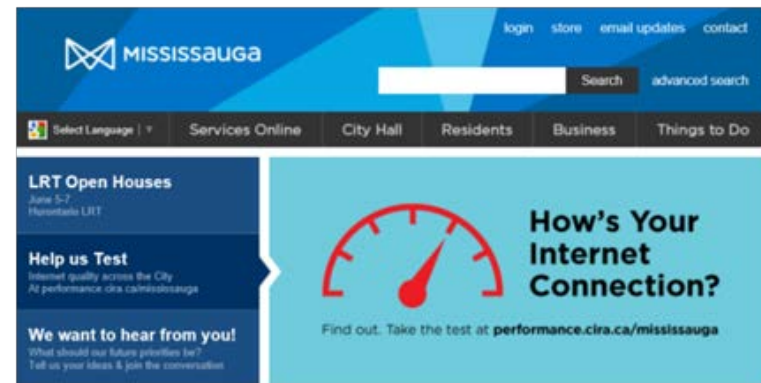 login store email updates contact
MISSISSauGa
Search advanced search
Select Language | ▼ Services Online City Hall Residents Business Things to Do
LRT Open Houses
June 5-7
Hurontario LRT
Help us Test
Internet quality across the City
At performance.cira.ca/mississauga
We want to hear from you!
What should our future priorities be?
Tell us your ideas & join the conversation
How's Your
Internet
Connection?
Find out. Take the test at performance.cira.ca/mississauga